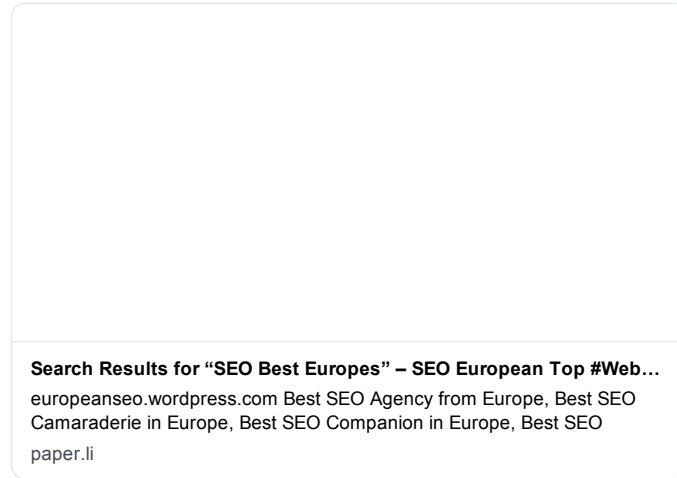 Search Results for “SEO Best Europes” – SEO European Top #Web…
europeanseo.wordpress.com Best SEO Agency from Europe, Best SEO
Camaraderie in Europe, Best SEO Companion in Europe, Best SEO
paper.li